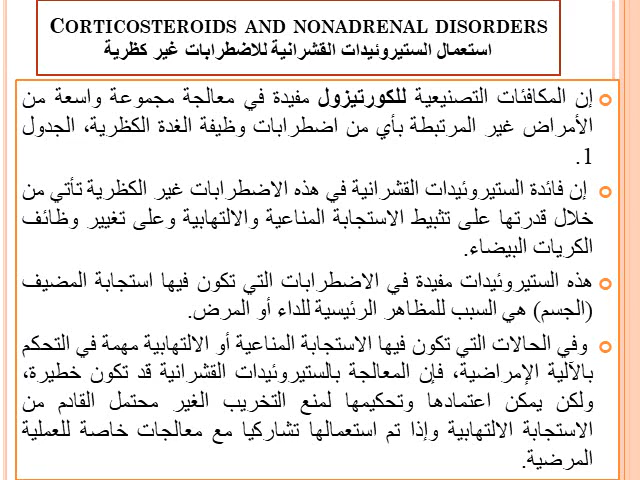 CORTICOSTEROIDS AND NONADRENAL DISORDERS
استعمال الستيروئيدات القشرانية للاضطرابات غير كظرية
إن المكافئات التصنيعية للكورتيزول مفيدة في معالجة مجموعة واسعة من
الأمراض غير المرتبطة بأي من اضطرابات وظيفة الغدة الكظرية، الجدول
1.
إن فائدة الستيروئيدات القشرانية في هذه الاضطرابات غير الكظرية تأتي من
خلال قدرتها على تثبيط الاستجابة المناعية والالتهابية وعلى تغيير وظائف
الكريات البيضاء.
هذه الستيروئيدات مفيدة في الاضطرابات التي تكون فيها استجابة المضيف
(الجسم) هي السبب للمظاهر الرئيسية للداء أو المرض.
وفي الحالات التي تكون فيها الاستجابة المناعية أو الالتهابية مهمة في التحكم
بالآلية الإمراضية، فإن المعالجة بالستيروئيدات القشرانية قد تكون خطيرة،
ولكن يمكن اعتمادها وتحكيمها لمنع التخريب الغير محتمل القادم من
الاستجابة الالتهابية وإذا تم استعمالها تشاركيا مع معالجات خاصة للعملية
المرضية.